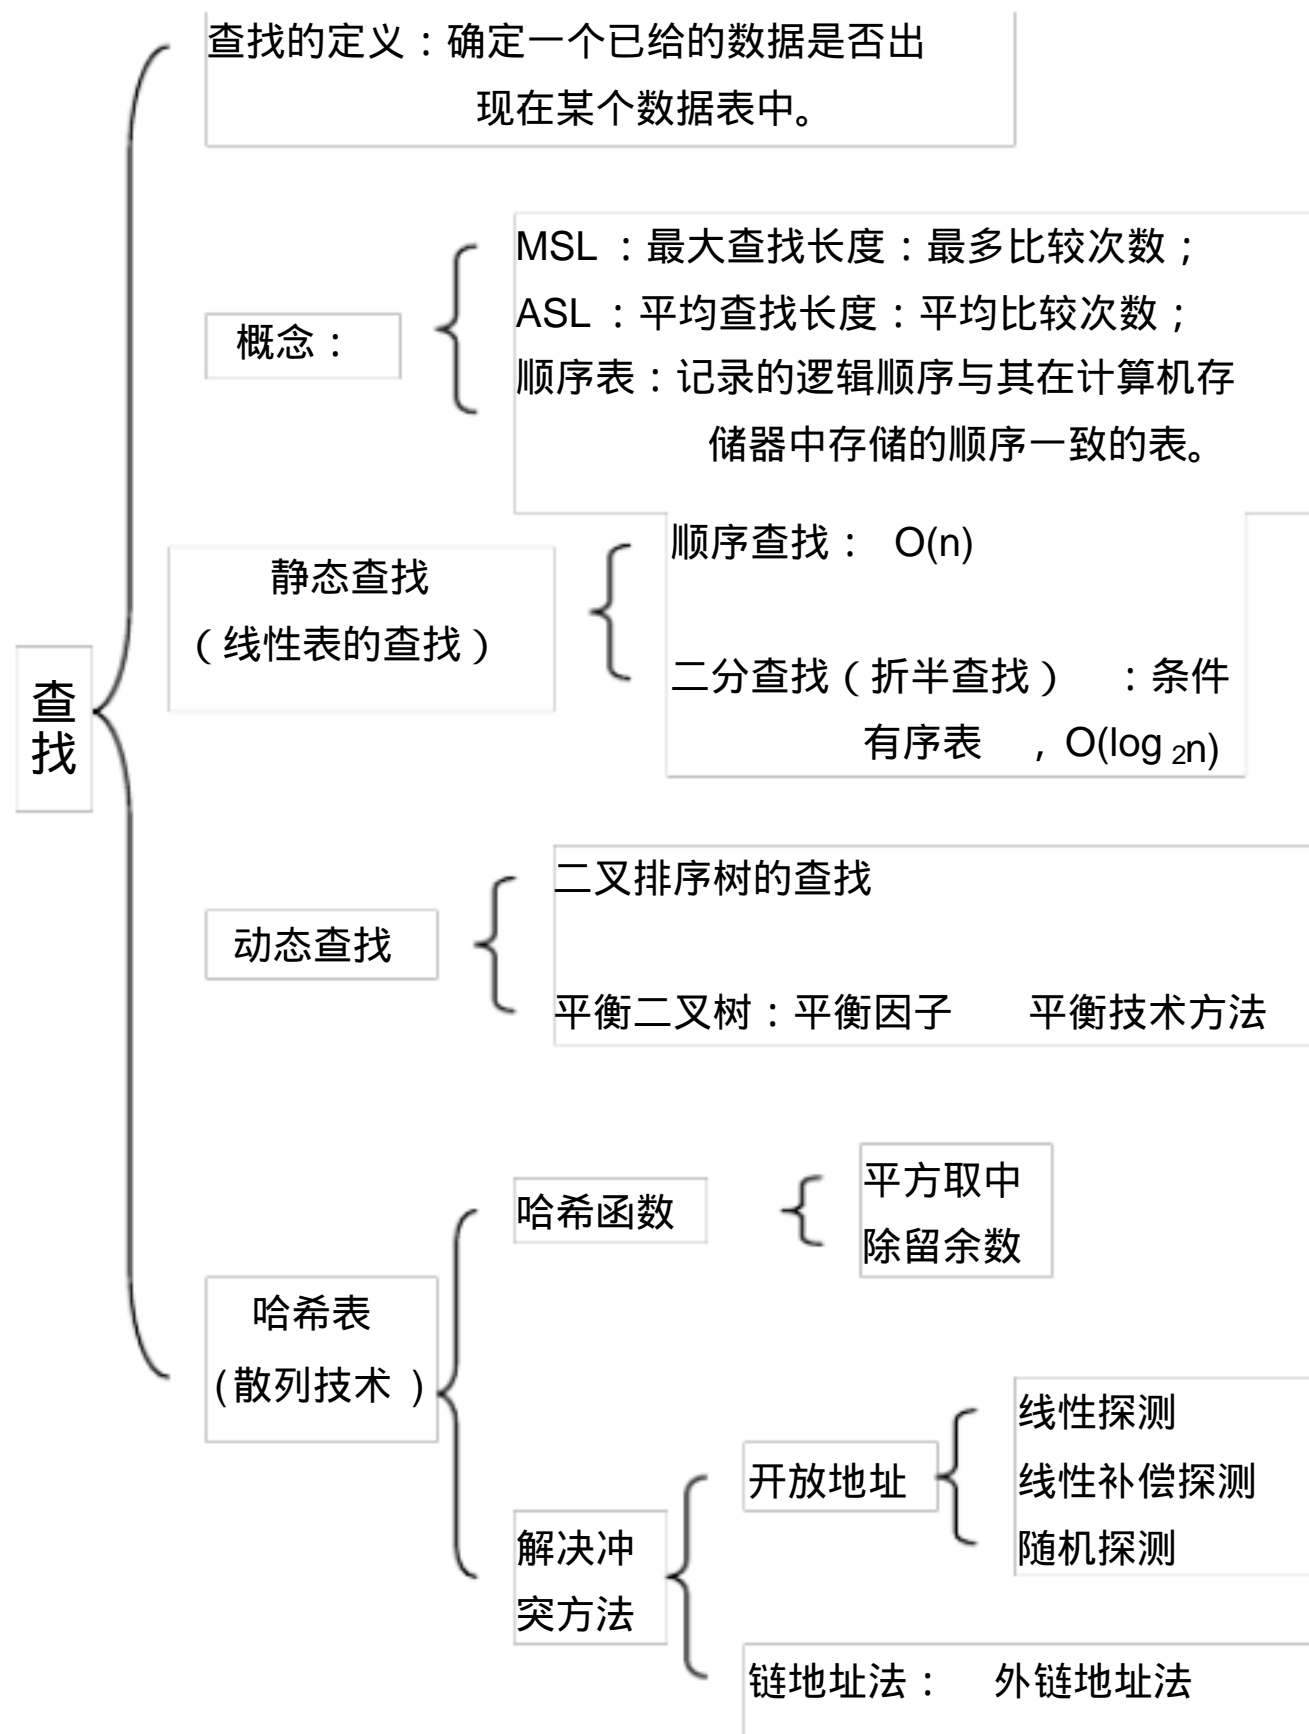 查找的定义：确定一个已给的数据是否出
现在某个数据表中。
概念：
MSL ：最大查找长度：最多比较次数；
ASL ：平均查找长度：平均比较次数；
顺序表：记录的逻辑顺序与其在计算机存
储器中存储的顺序一致的表。
静态查找
（线性表的查找）
顺序查找： O(n)
二分查找（折半查找） ：条件
有序表 ，O(log 2n)
查
找
动态查找
二叉排序树的查找
平衡二叉树：平衡因子 平衡技术方法
哈希表
(散列技术 )
哈希函数
平方取中
除留余数
解决冲
突方法
开放地址
线性探测
线性补偿探测
随机探测
链地址法： 外链地址法